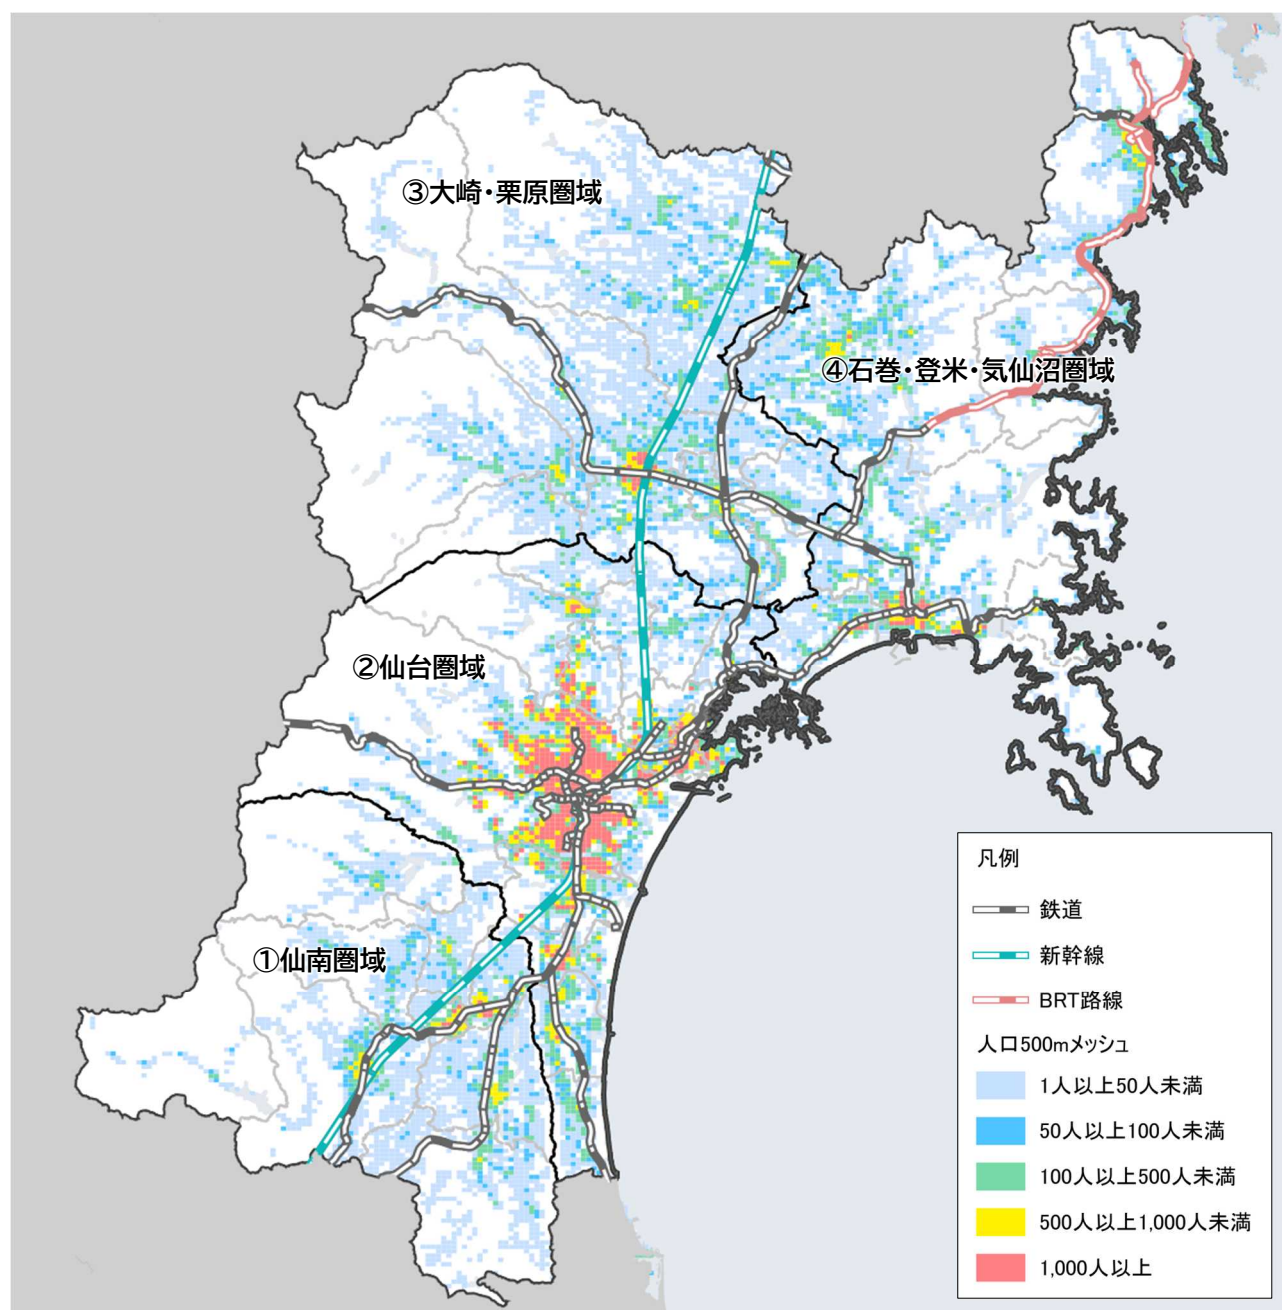 ③大崎・栗原圏域
④石巻・登米・気仙沼圏域
②仙台圏域
①仙南圏域
凡例
鉄道
新幹線
BRT路線
人口500mメッシュ
1人以上50人未満
50人以上100人未満
100人以上500人未満
500人以上1,000人未満
1,000人以上